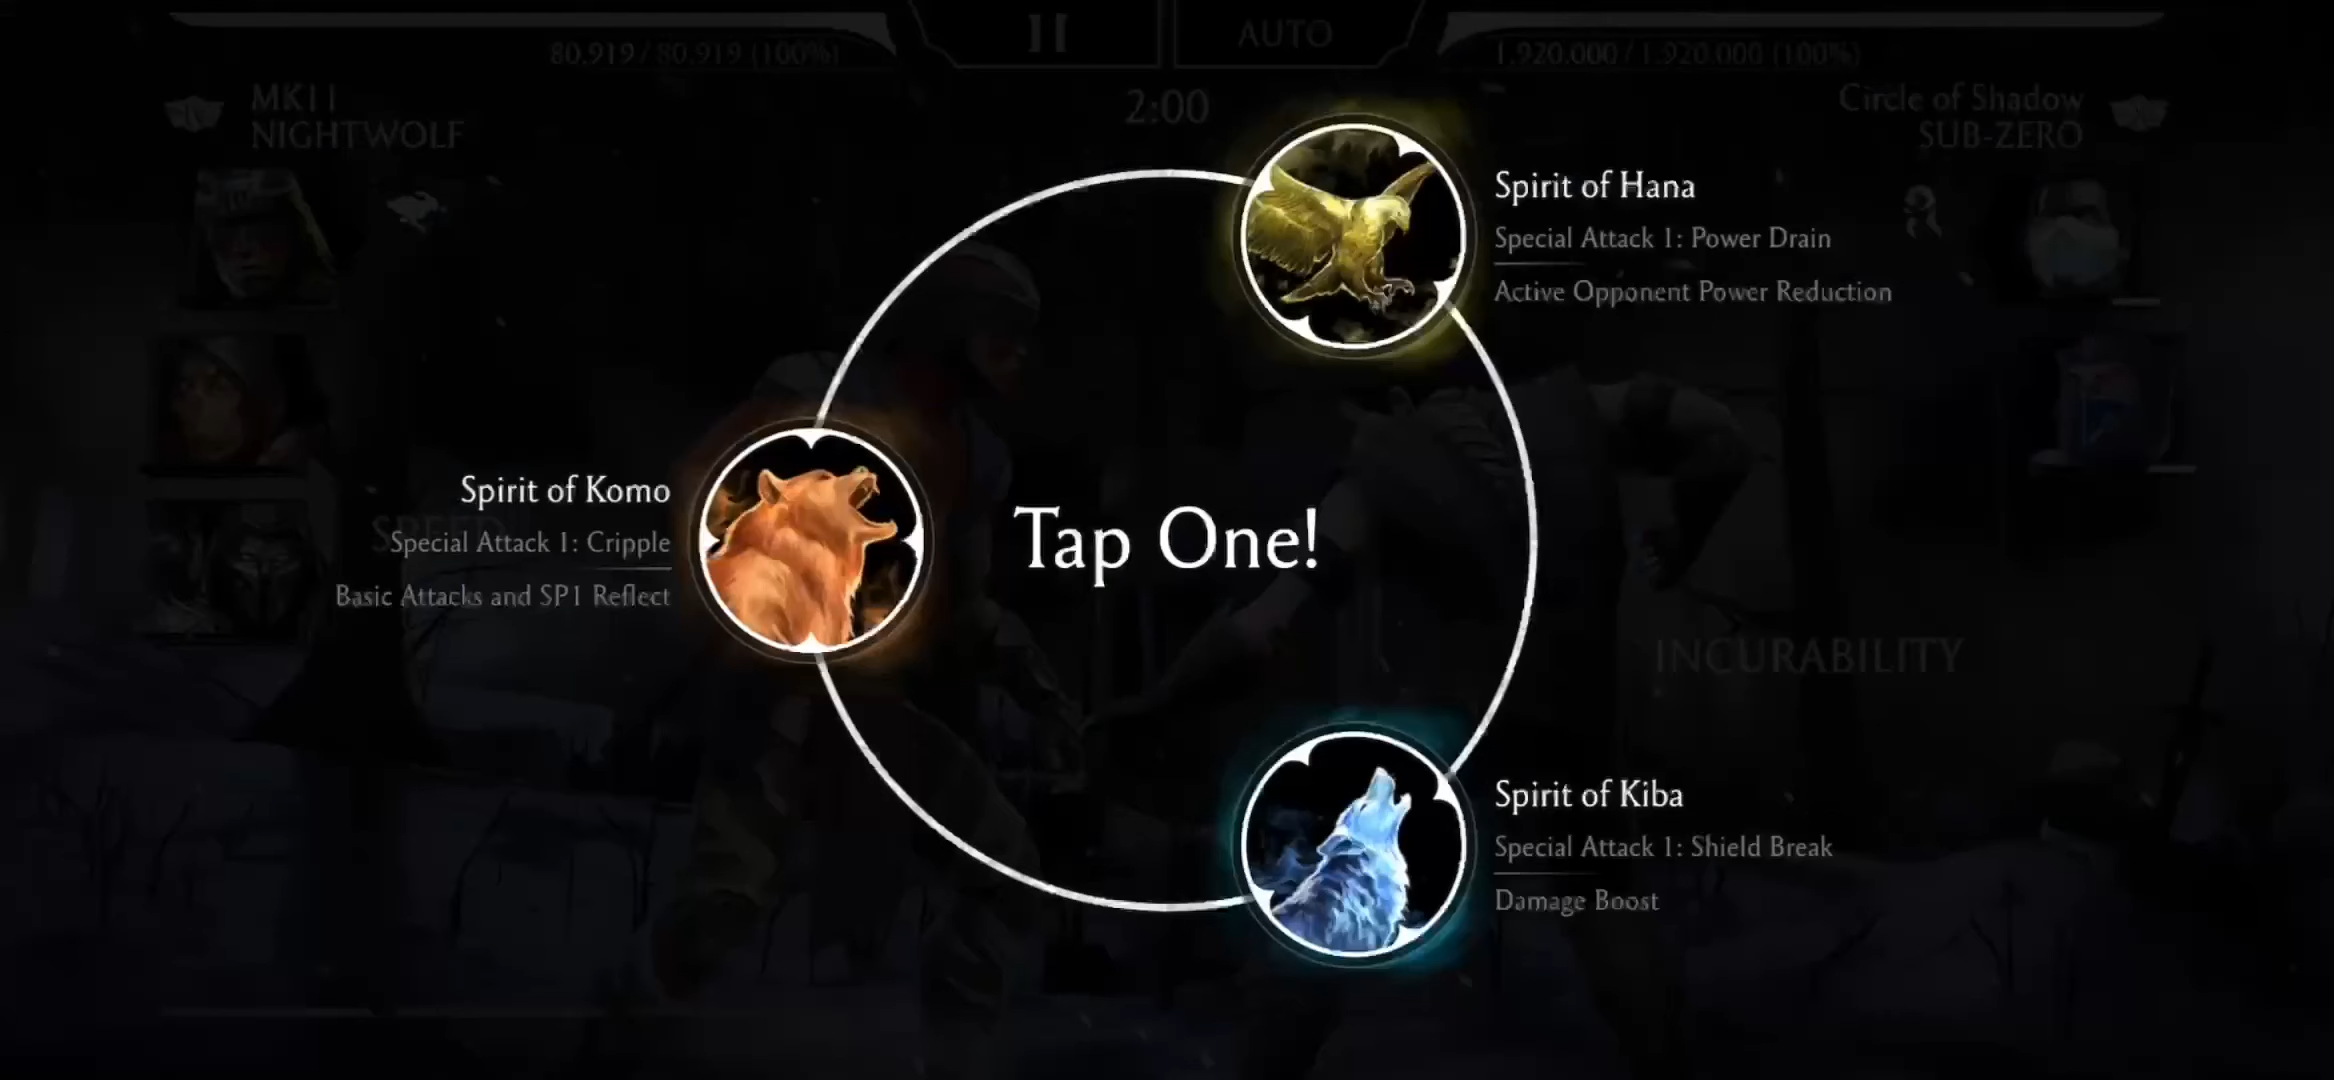 80.919 / 80.919 (100%)
AUTO
1.920.000 / 1.920.000 (100%)
MK11
NIGHTWOLF
2:00
Circle of Shadow
SUB-ZERO
Spirit of Hana
Special Attack 1: Power Drain
Active Opponent Power Reduction
Spirit of Komo
SPEED
Special Attack 1: Cripple
Basic Attacks and SP1 Reflect
Tap One!
INCURABILITY
Spirit of Kiba
Special Attack 1: Shield Break
Damage Boost